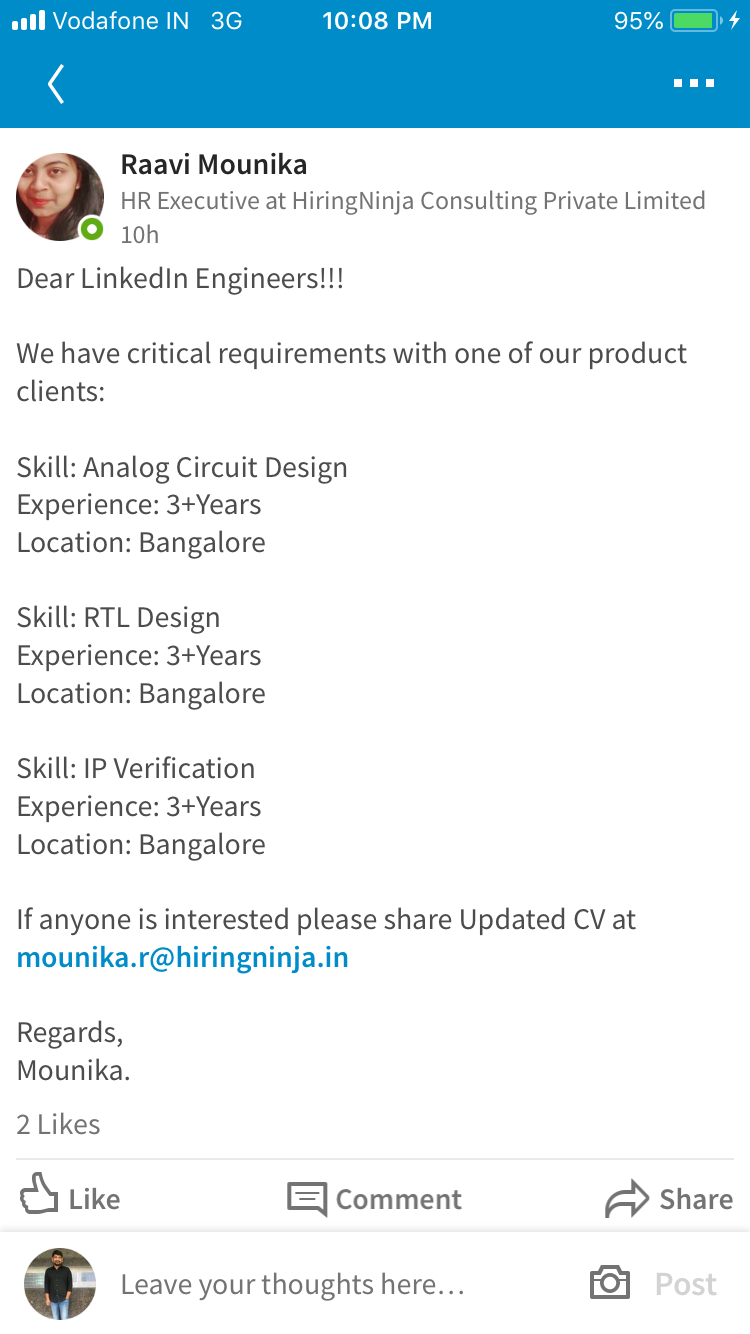 Vodafone IN 3G 10:08 PM 95%
Raavi Mounika
HR Executive at HiringNinja Consulting Private Limited
10h
Dear LinkedIn Engineers!!!
We have critical requirements with one of our product
clients:
Skill: Analog Circuit Design
Experience: 3+Years
Location: Bangalore
Skill: RTL Design
Experience: 3+Years
Location: Bangalore
Skill: IP Verification
Experience: 3+Years
Location: Bangalore
If anyone is interested please share Updated CV at
mounika.r@hiringninja.in
Regards,
Mounika.
2 Likes
Like Comment Share
Leave your thoughts here... Post